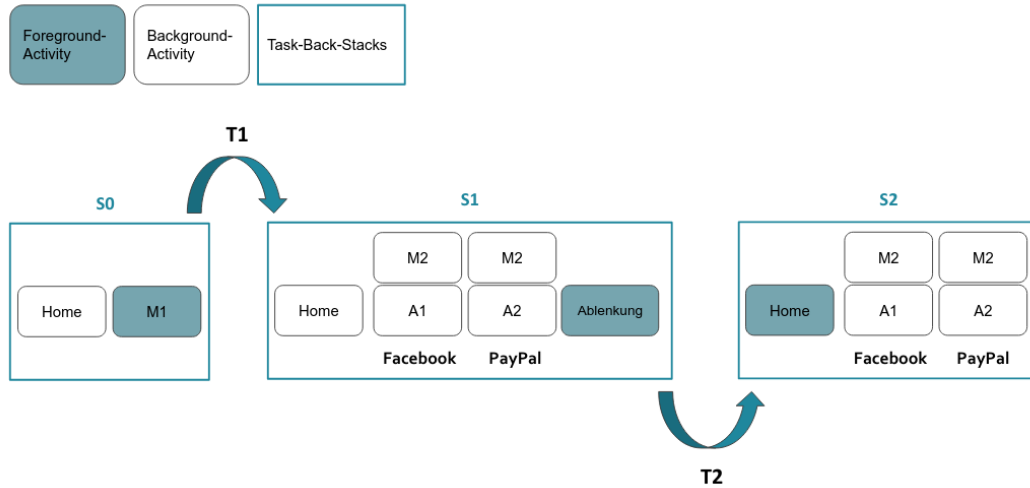 Foreground-
Activity
Background-
Activity
Task-Back-Stacks
T1
S0
S1
S2
M2
M2
M2
M2
Home
M1
Home
A1
A2
Ablenkung
Home
A1
A2
Facebook
PayPal
Facebook
PayPal
T2